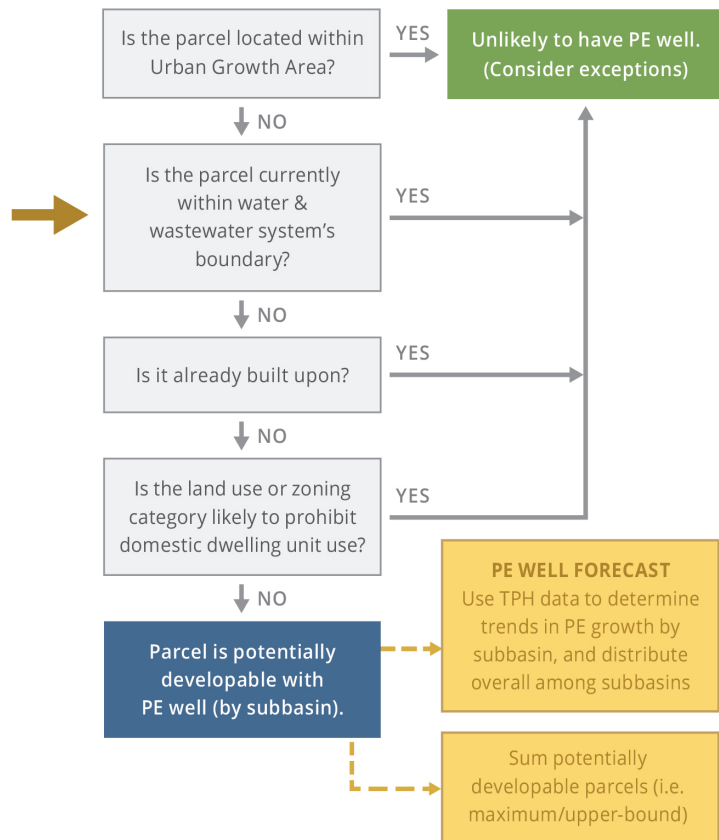 Is the parcel located within
Urban Growth Area?
YES
Unlikely to have PE well.
(Consider exceptions)
NO
Is the parcel currently
within water &
wastewater system’s
boundary?
YES
NO
Is it already built upon?
YES
NO
Is the land use or zoning
category likely to prohibit
domestic dwelling unit use?
YES
NO
Parcel is potentially
developable with
PE well (by subbasin).
PE WELL FORECAST
Use TPH data to determine
trends in PE growth by
subbasin, and distribute
overall among subbasins
Sum potentially
developable parcels (i.e.
maximum/upper-bound)